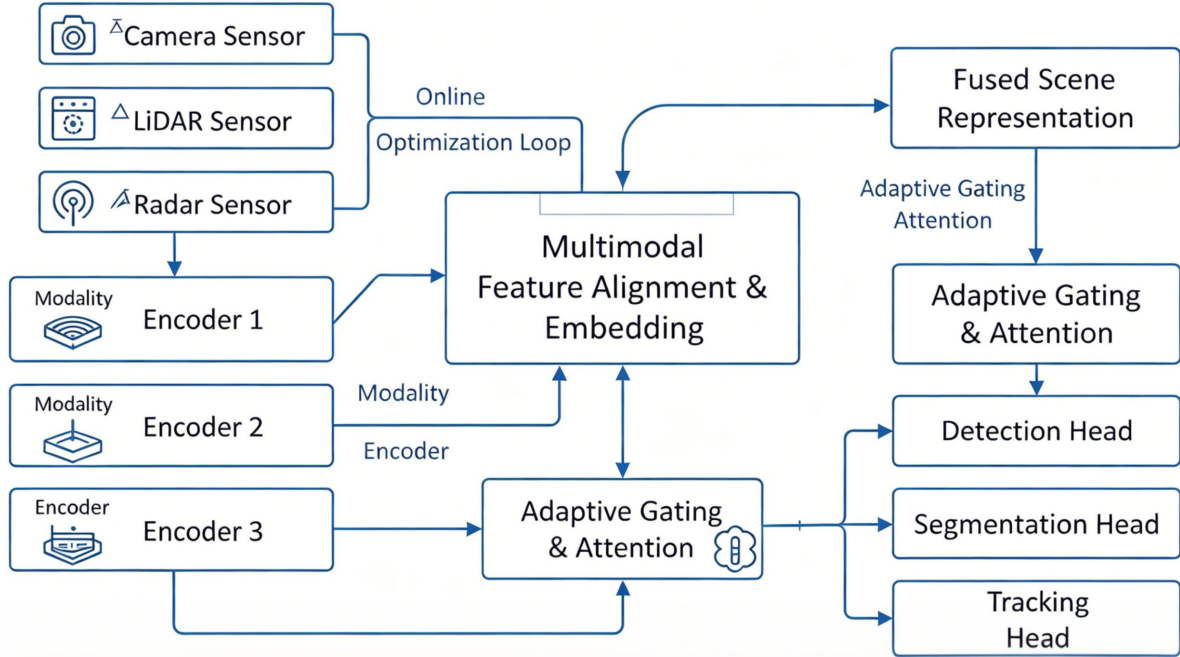 Camera Sensor
LiDAR Sensor
Radar Sensor
Online
Optimization Loop
Fused Scene
Representation
Adaptive Gating
Attention
Multimodal
Feature Alignment &
Embedding
Modality
Encoder 1
Modality
Encoder 2
Modality
Encoder
Encoder
Encoder 3
Adaptive Gating
& Attention
Adaptive Gating
& Attention
Detection Head
Segmentation Head
Tracking
Head